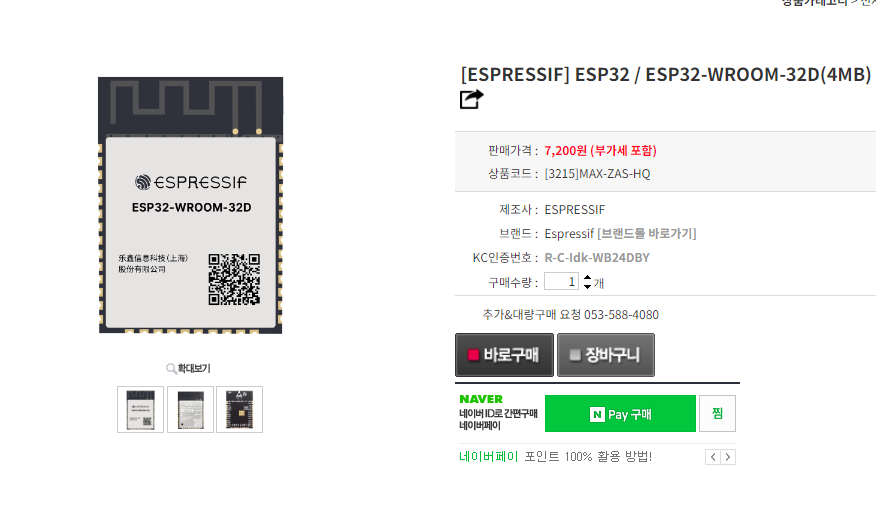 상품카테고리 > 전자
[ESPRESSIF] ESP32 / ESP32-WROOM-32D(4MB)
판매가격 : 7,200원 (부가세 포함)
상품코드 : [3215]MAX-ZAS-HQ
제조사 : ESPRESSIF
브랜드 : Espressif [브랜드몰 바로가기]
KC인증번호 : R-C-Idk-WB24DBY
구매수량 : 1 개
추가&대량구매 요청 053-588-4080
바로구매 장바구니
NAVER
네이버 ID로 간편구매
네이버페이
N Pay 구매
찜
네이버페이 포인트 100% 활용 방법!
ESPRESSIF
ESP32-WROOM-32D
乐鑫信息科技(上海)
股份有限公司
확대보기